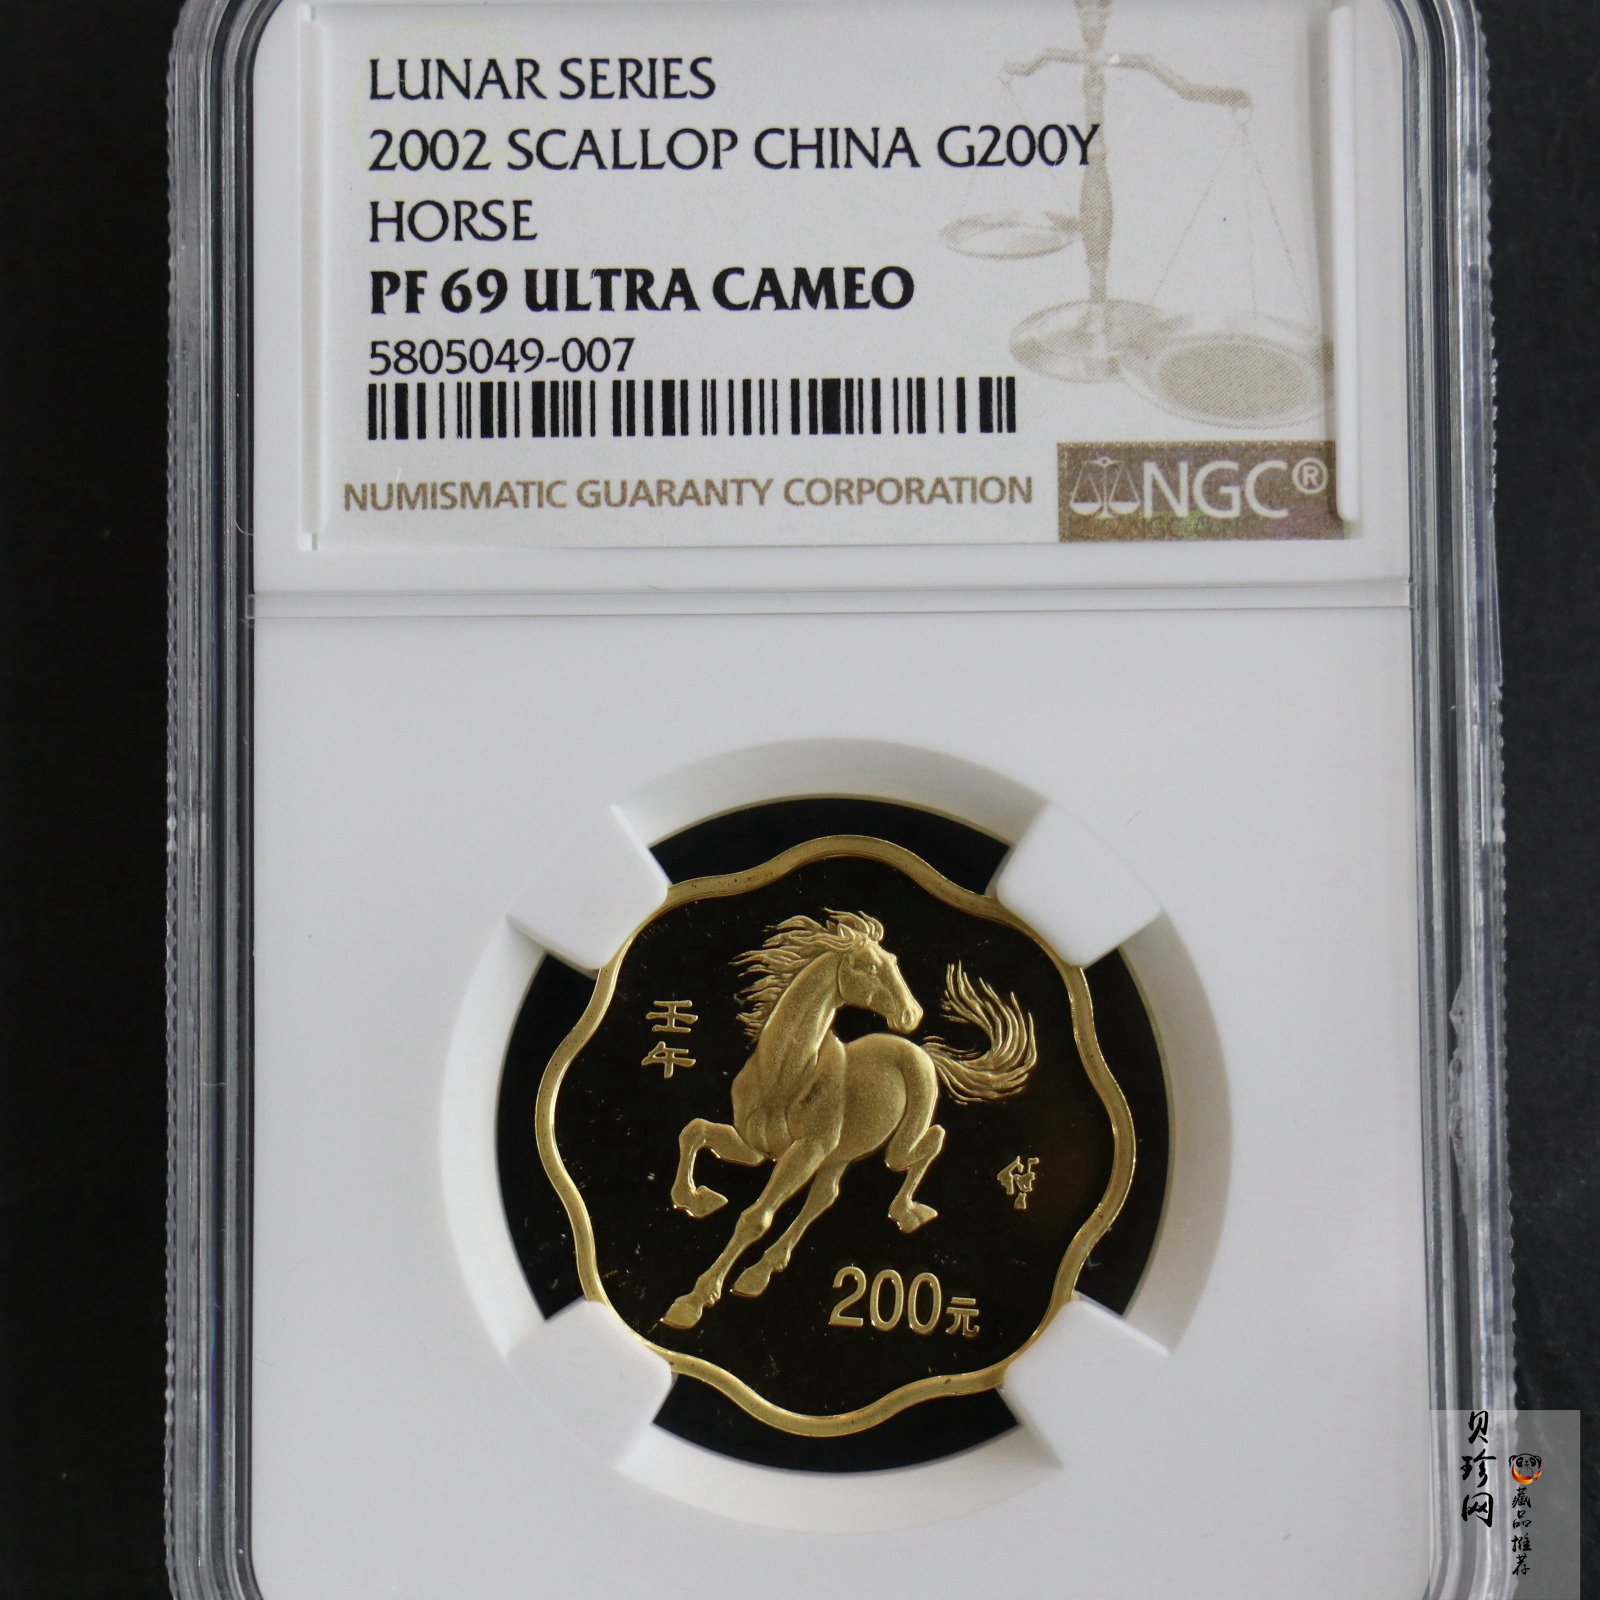 LUNAR SERIES
2002 SCALLOP CHINA G200Y
HORSE
PF 69 ULTRA CAMEO
5805049-007
NUMISMATIC GUARANTY CORPORATION
NGC®
壬午
200元
贝珍网
藏品推荐